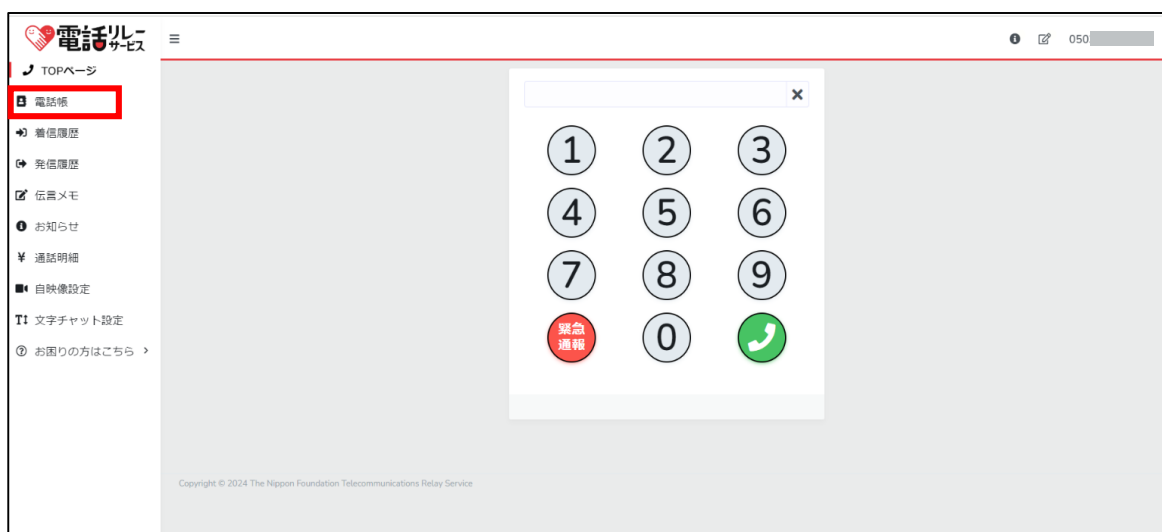 電話リレーサービス
050
TOPページ
電話帳
着信履歴
発信履歴
伝言メモ
お知らせ
¥ 通話明細
自映像設定
文字チャット設定
お困りの方はこちら
1 2 3
4 5 6
7 8 9
緊急通報 0
Copyright © 2024 The Nippon Foundation Telecommunications Relay Service